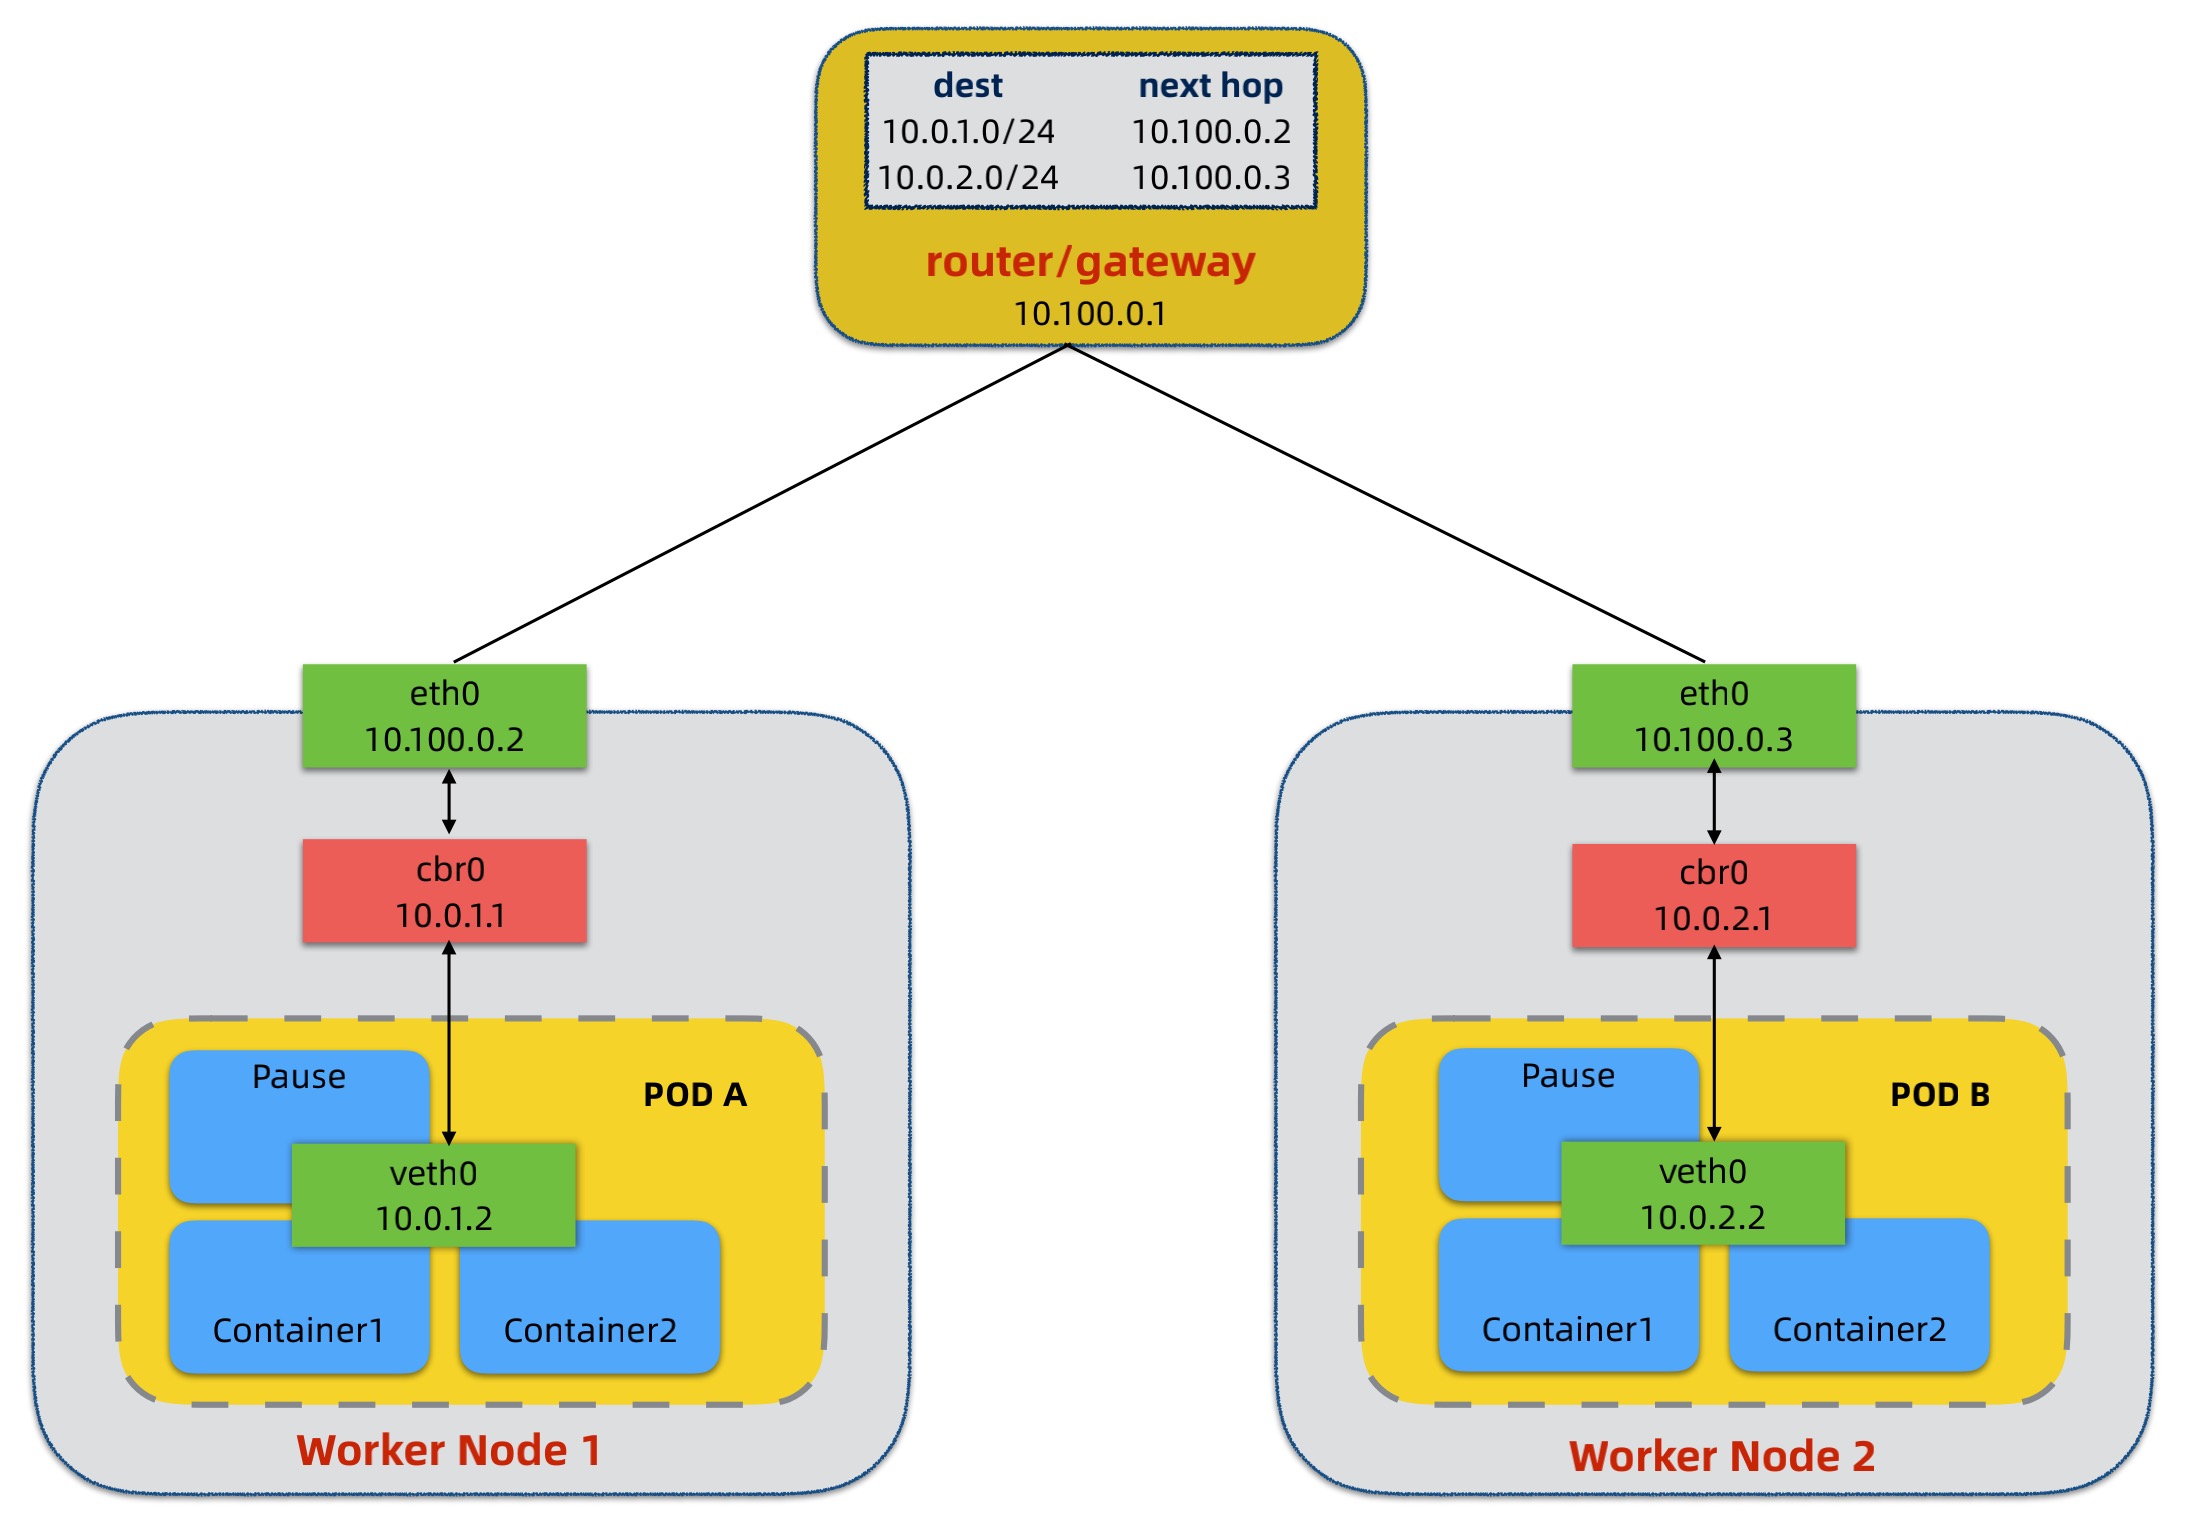 dest next hop
10.0.1.0/24 10.100.0.2
10.0.2.0/24 10.100.0.3
router/gateway
10.100.0.1
eth0
10.100.0.2
cbr0
10.0.1.1
Pause
POD A
veth0
10.0.1.2
Container1
Container2
Worker Node 1
eth0
10.100.0.3
cbr0
10.0.2.1
Pause
POD B
veth0
10.0.2.2
Container1
Container2
Worker Node 2